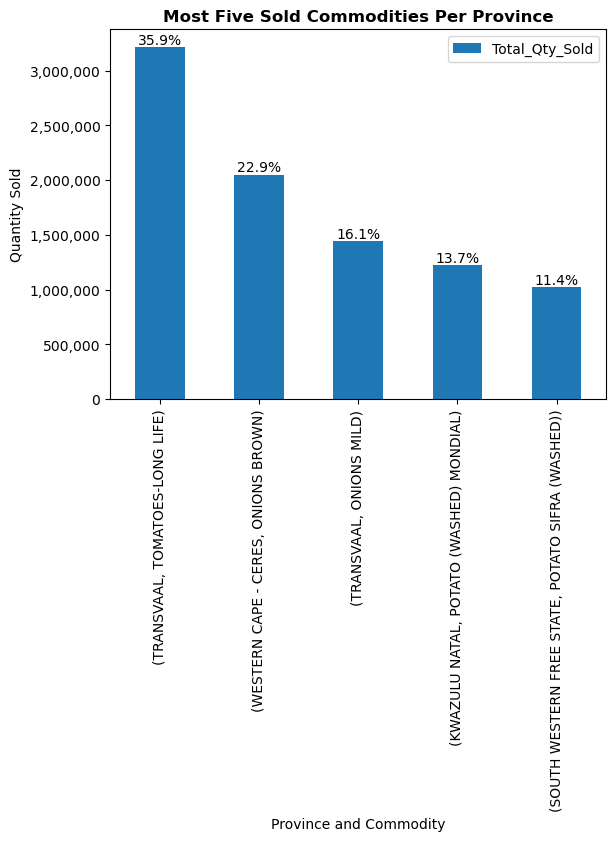 Most Five Sold Commodities Per Province
Total_Qty_Sold
35.9%
22.9%
16.1%
13.7%
11.4%
Quantity Sold
3,000,000
2,500,000
2,000,000
1,500,000
1,000,000
500,000
0
(TRANSVAAL, TOMATOES-LONG LIFE)
(WESTERN CAPE - CERES, ONIONS BROWN)
(TRANSVAAL, ONIONS MILD)
(KWAZULU NATAL, POTATO (WASHED) MONDIAL)
(SOUTH WESTERN FREE STATE, POTATO SIFRA (WASHED))
Province and Commodity